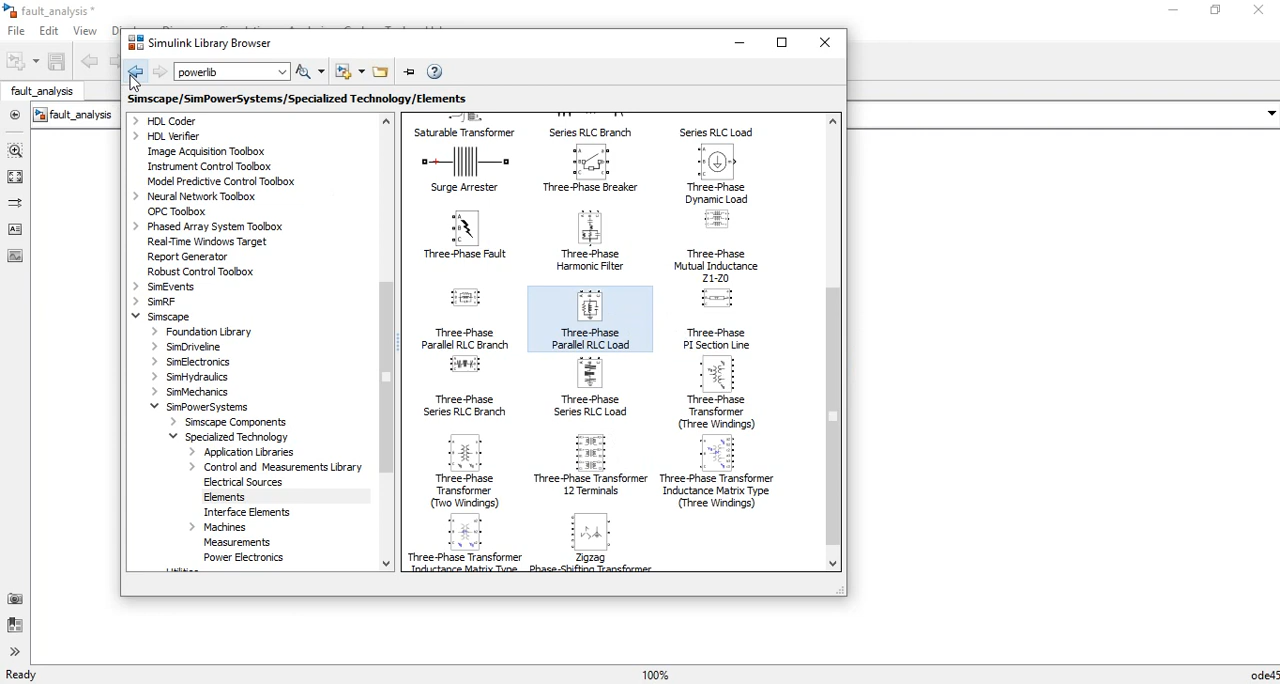 fault_analysis *
File Edit View
Simulink Library Browser
powerlib
fault_analysis
Simscape/SimPowerSystems/Specialized Technology/Elements
fault_analysis
HDL Coder
HDL Verifier
Image Acquisition Toolbox
Instrument Control Toolbox
Model Predictive Control Toolbox
Neural Network Toolbox
OPC Toolbox
Phased Array System Toolbox
Real-Time Windows Target
Report Generator
Robust Control Toolbox
SimEvents
SimRF
Simscape
Foundation Library
SimDriveline
SimElectronics
SimHydraulics
SimMechanics
SimPowerSystems
Simscape Components
Specialized Technology
Application Libraries
Control and Measurements Library
Electrical Sources
Elements
Interface Elements
Machines
Measurements
Power Electronics
Utilities
Saturable Transformer
Series RLC Branch
Series RLC Load
Surge Arrester
Three-Phase Breaker
Three-Phase
Dynamic Load
Three-Phase Fault
Three-Phase
Harmonic Filter
Three-Phase
Mutual Inductance
Z1-Z0
Three-Phase
Parallel RLC Branch
Three-Phase
Parallel RLC Load
Three-Phase
PI Section Line
Three-Phase
Series RLC Branch
Three-Phase
Series RLC Load
Three-Phase
Transformer
(Three Windings)
Three-Phase
Transformer
(Two Windings)
Three-Phase Transformer
12 Terminals
Three-Phase Transformer
Inductance Matrix Type
(Three Windings)
Three-Phase Transformer
Inductance Matrix Type
Zigzag
Phase-Shifting Transformer
Ready
100%
ode45